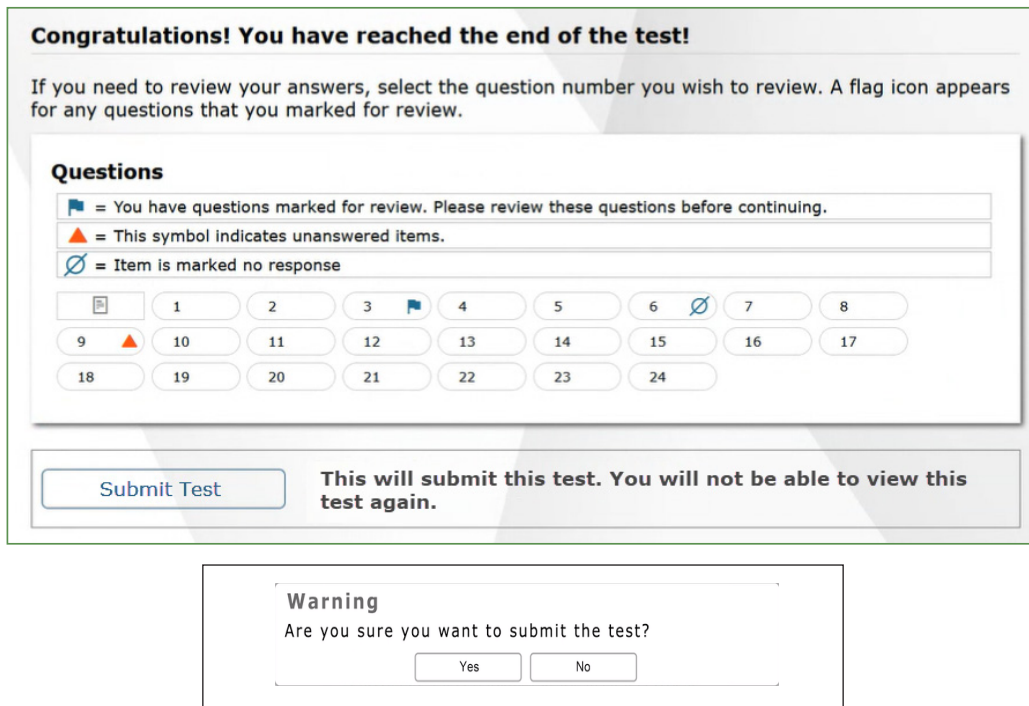 Congratulations! You have reached the end of the test!
If you need to review your answers, select the question number you wish to review. A flag icon appears
for any questions that you marked for review.
Questions
= You have questions marked for review. Please review these questions before continuing.
= This symbol indicates unanswered items.
= Item is marked no response
1 2 3 4 5 6 7 8
9 10 11 12 13 14 15 16 17
18 19 20 21 22 23 24
Submit Test
This will submit this test. You will not be able to view this
test again.
Warning
Are you sure you want to submit the test?
Yes No